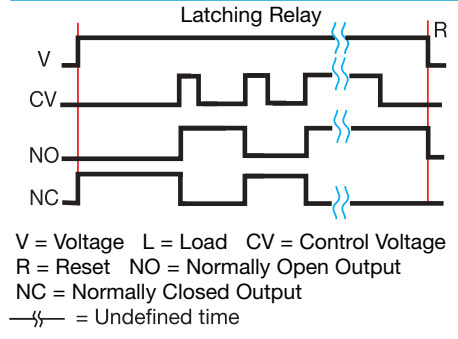 Latching Relay
R
V
CV
NO
NC
V = Voltage L = Load CV = Control Voltage
R = Reset NO = Normally Open Output
NC = Normally Closed Output
= Undefined time